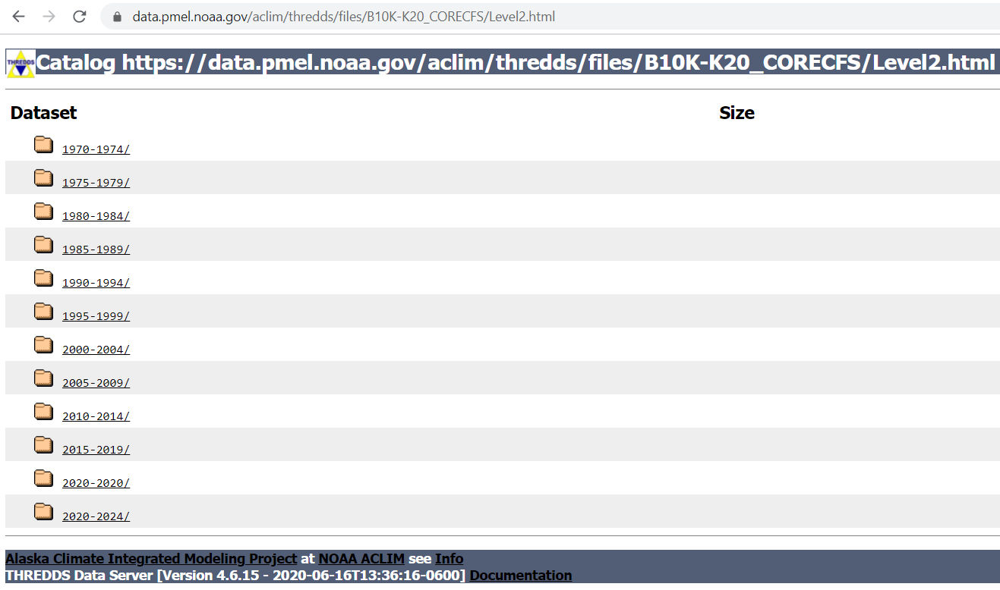 data.pmel.noaa.gov/aclim/thredds/files/B10K-K20_CORECFS/Level2.html
THREDDS Catalog https://data.pmel.noaa.gov/aclim/thredds/files/B10K-K20_CORECFS/Level2.html
Dataset Size
1970-1974/
1975-1979/
1980-1984/
1985-1989/
1990-1994/
1995-1999/
2000-2004/
2005-2009/
2010-2014/
2015-2019/
2020-2020/
2020-2024/
Alaska Climate Integrated Modeling Project at NOAA ACLIM see Info
THREDDS Data Server [Version 4.6.15 - 2020-06-16T13:36:16-0600] Documentation